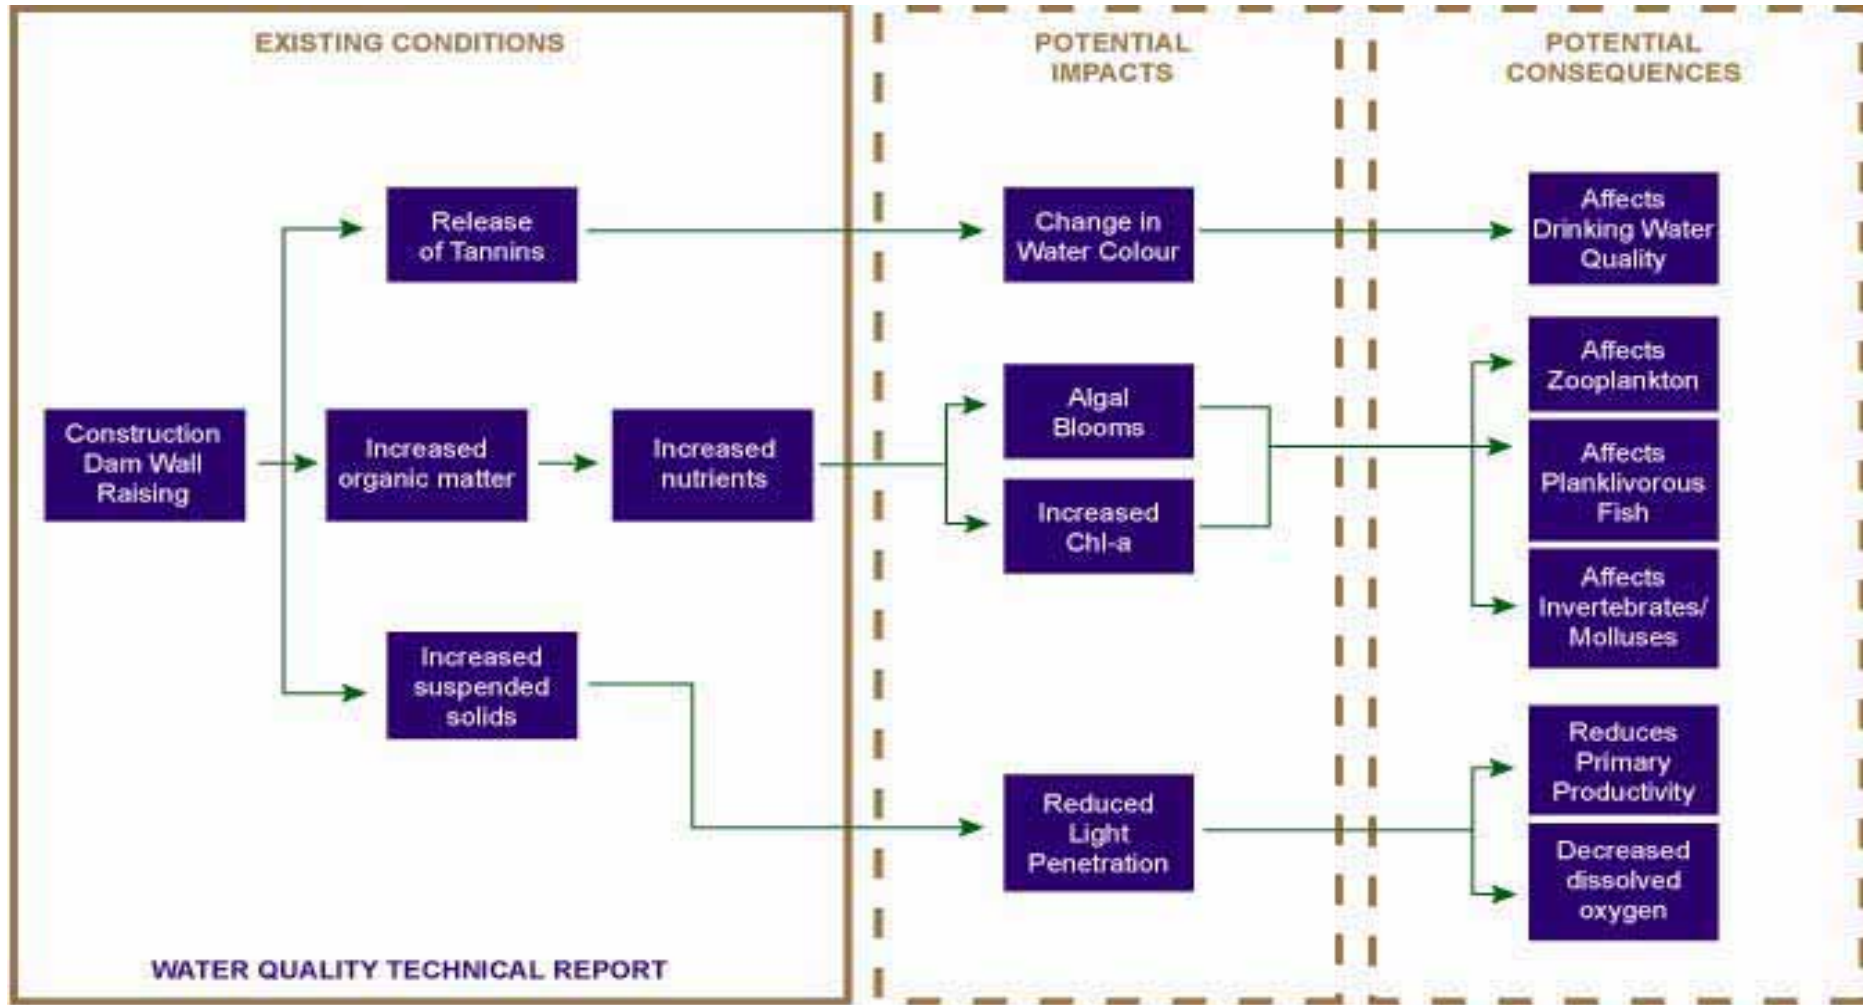 EXISTING CONDITIONS
POTENTIAL
IMPACTS
POTENTIAL
CONSEQUENCES
Release
of Tannins
Change in
Water Colour
Affects
Drinking Water
Quality
Construction
Dam Wall
Raising
Increased
organic matter
Increased
nutrients
Algal
Blooms
Increased
Chl-a
Affects
Zooplankton
Affects
Planklivorous
Fish
Affects
Invertebrates/
Molluses
Increased
suspended
solids
Reduced
Light
Penetration
Reduces
Primary
Productivity
Decreased
dissolved
oxygen
WATER QUALITY TECHNICAL REPORT